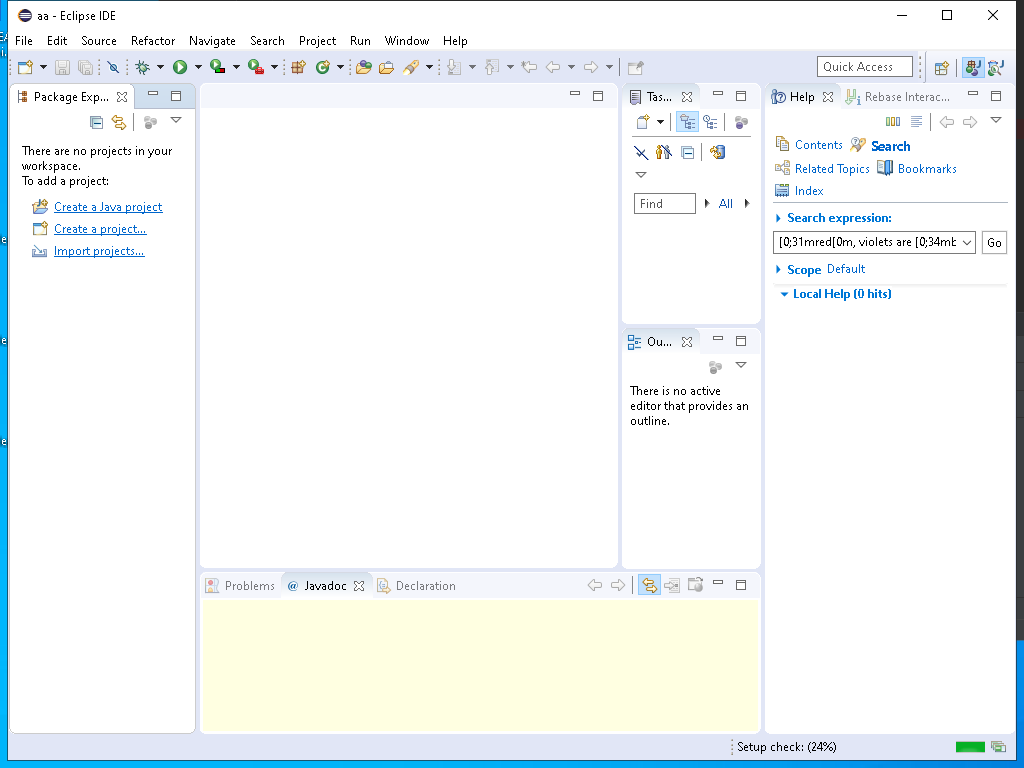 aa - Eclipse IDE
File Edit Source Refactor Navigate Search Project Run Window Help
Quick Access
Package Exp...
There are no projects in your
workspace.
To add a project:
Create a Java project
Create a project...
Import projects...
Tas...
Find
All
Ou...
There is no active
editor that provides an
outline.
Help
Rebase Interac...
Contents
Search
Related Topics
Bookmarks
Index
Search expression:
[0;31mred[0m, violets are [0;34mb
Go
Scope Default
Local Help (0 hits)
Problems
@ Javadoc
Declaration
Setup check: (24%)